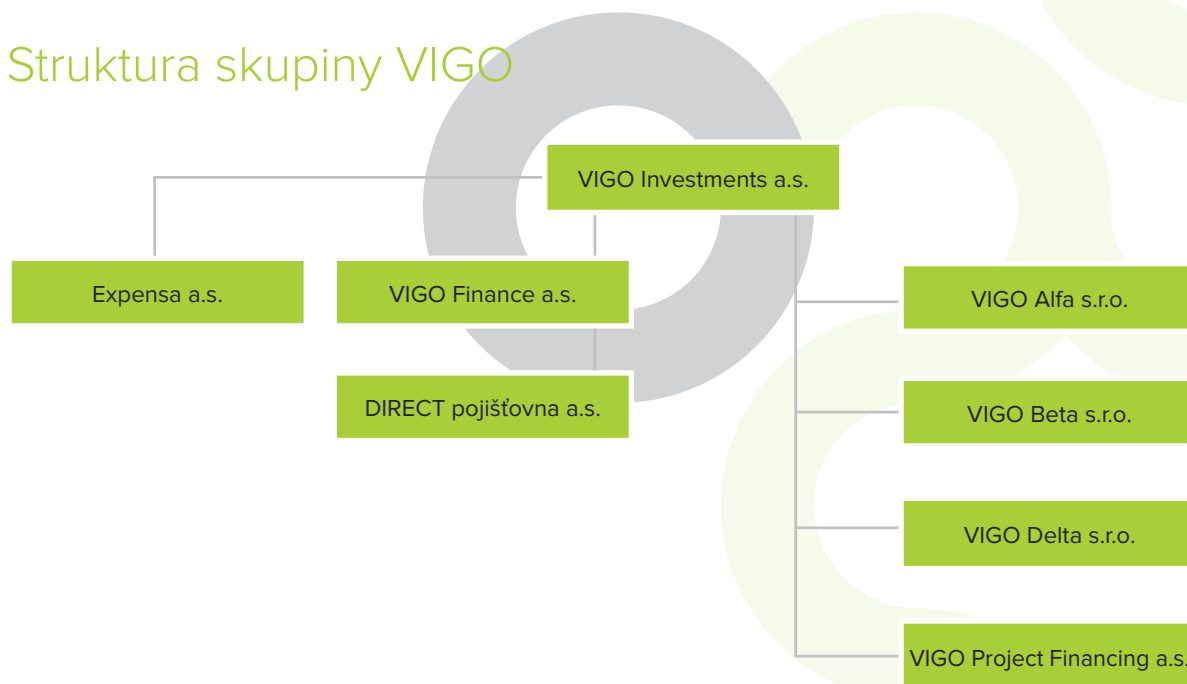 Struktura skupiny VIGO
VIGO Investments a.s.
Expensa a.s.
VIGO Finance a.s.
VIGO Alfa s.r.o.
DIRECT pojišťovna a.s.
VIGO Beta s.r.o.
VIGO Delta s.r.o.
VIGO Project Financing a.s.